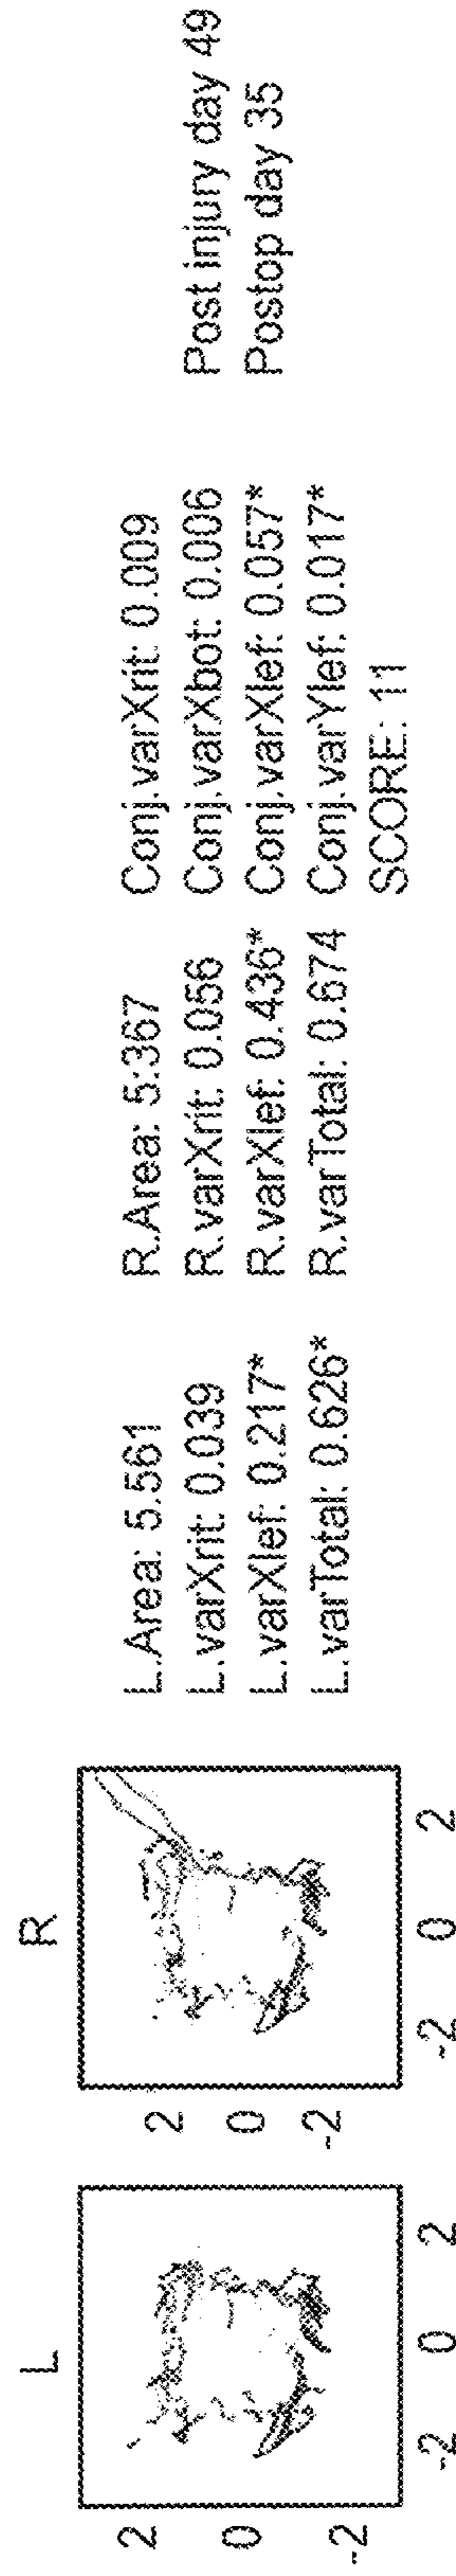 L
2
0
-2
-2 0 2
R
2
0
-2
-2 0 2
L.Area: 5.561
L.varXrit: 0.039
L.varXlef: 0.217*
L.varTotal: 0.626*
R.Area: 5:367
R.varXrit: 0.056
R.varXlef: 0.436*
R.varTotal: 0.674
Conj.varXrit: 0.009
Conj.varXbot: 0.006
Conj.varXlef: 0.057*
Conj.varYlef: 0.017*
SCORE: 11
Post injury day 49
Postop day 35